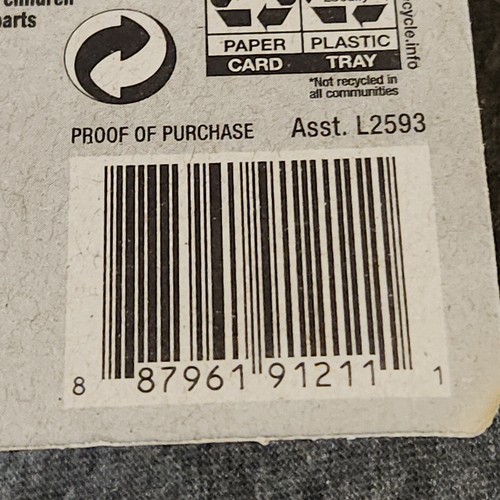 children
parts
PAPER PLASTIC
CARD TRAY
cycle.info
*Not recycled in
all communities
PROOF OF PURCHASE Asst. L2593
8 87961 91211 1